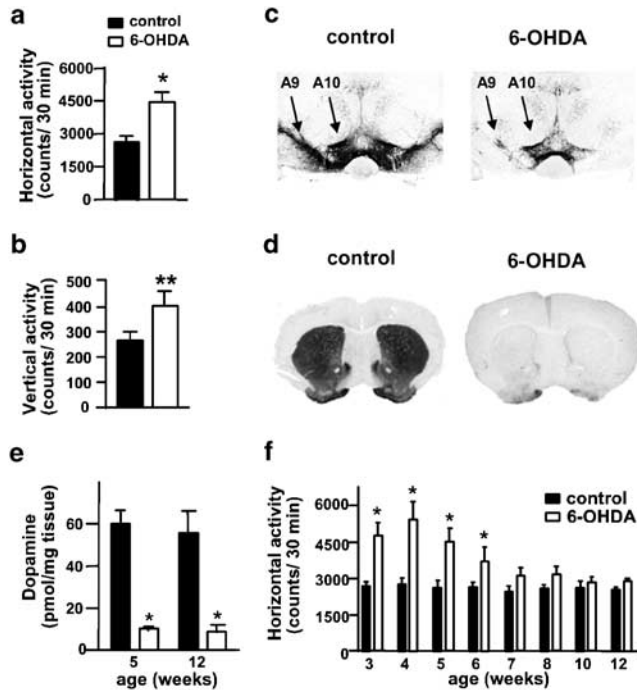 a
control
6-OHDA
Horizontal activity
(counts/ 30 min)
6000
4500
3000
1500
0
*
b
Vertical activity
(counts/ 30 min)
500
400
300
200
100
0
**
c
control
6-OHDA
A9 A10
A9 A10
d
control
6-OHDA
e
Dopamine
(pmol/mg tissue)
60
40
20
0
* *
5 12
age (weeks)
f
control
6-OHDA
Horizontal activity
(counts/ 30 min)
6000
4500
3000
1500
0
* * * *
3 4 5 6 7 8 10 12
age (weeks)